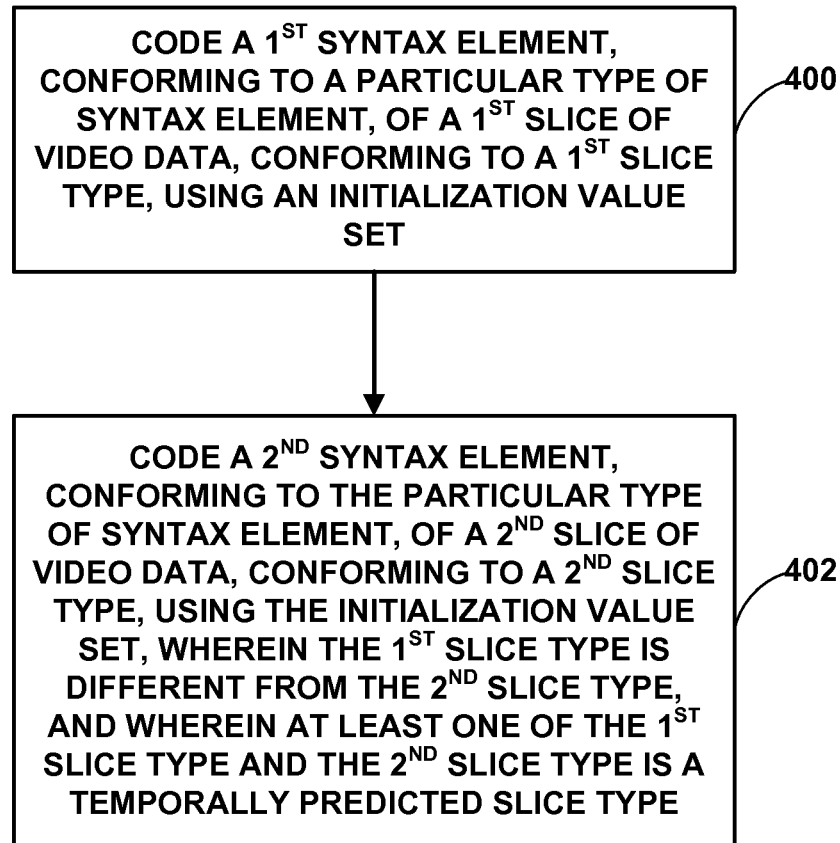 CODE A 1ST SYNTAX ELEMENT,
CONFORMING TO A PARTICULAR TYPE OF
SYNTAX ELEMENT, OF A 1ST SLICE OF
VIDEO DATA, CONFORMING TO A 1ST SLICE
TYPE, USING AN INITIALIZATION VALUE
SET
400
CODE A 2ND SYNTAX ELEMENT,
CONFORMING TO THE PARTICULAR TYPE
OF SYNTAX ELEMENT, OF A 2ND SLICE OF
VIDEO DATA, CONFORMING TO A 2ND SLICE
TYPE, USING THE INITIALIZATION VALUE
SET, WHEREIN THE 1ST SLICE TYPE IS
DIFFERENT FROM THE 2ND SLICE TYPE,
AND WHEREIN AT LEAST ONE OF THE 1ST
SLICE TYPE AND THE 2ND SLICE TYPE IS A
TEMPORALLY PREDICTED SLICE TYPE
402